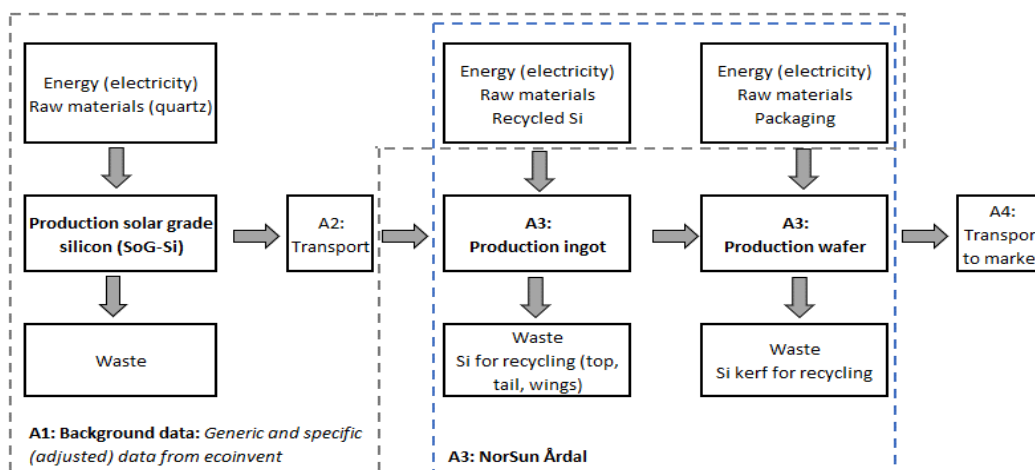 Energy (electricity)
Raw materials (quartz)
Energy (electricity)
Raw materials
Recycled Si
Energy (electricity)
Raw materials
Packaging
Production solar grade
silicon (SoG-Si)
A2:
Transport
A3:
Production ingot
A3:
Production wafer
A4:
Transpor
to marke
Waste
Waste
Si for recycling (top,
tail, wings)
Waste
Si kerf for recycling
A1: Background data: Generic and specific
(adjusted) data from ecoinvent
A3: NorSun Årdal